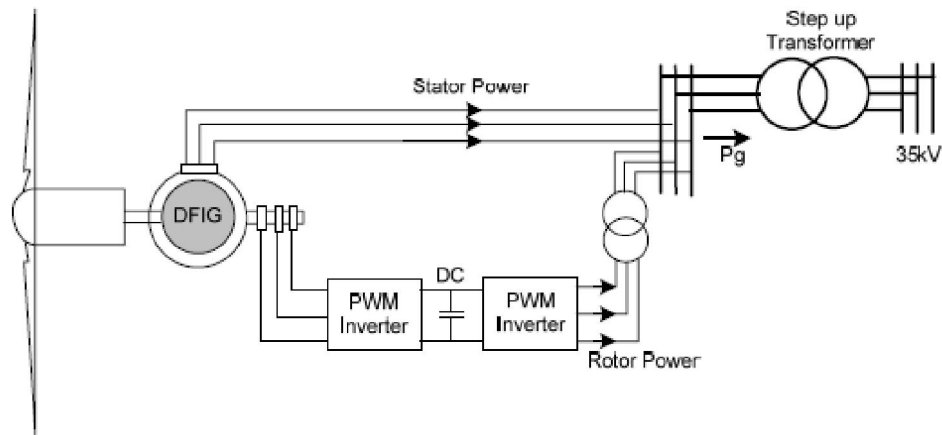 Step up
Transformer
Stator Power
Pg
35kV
DFIG
DC
PWM
Inverter
PWM
Inverter
Rotor Power